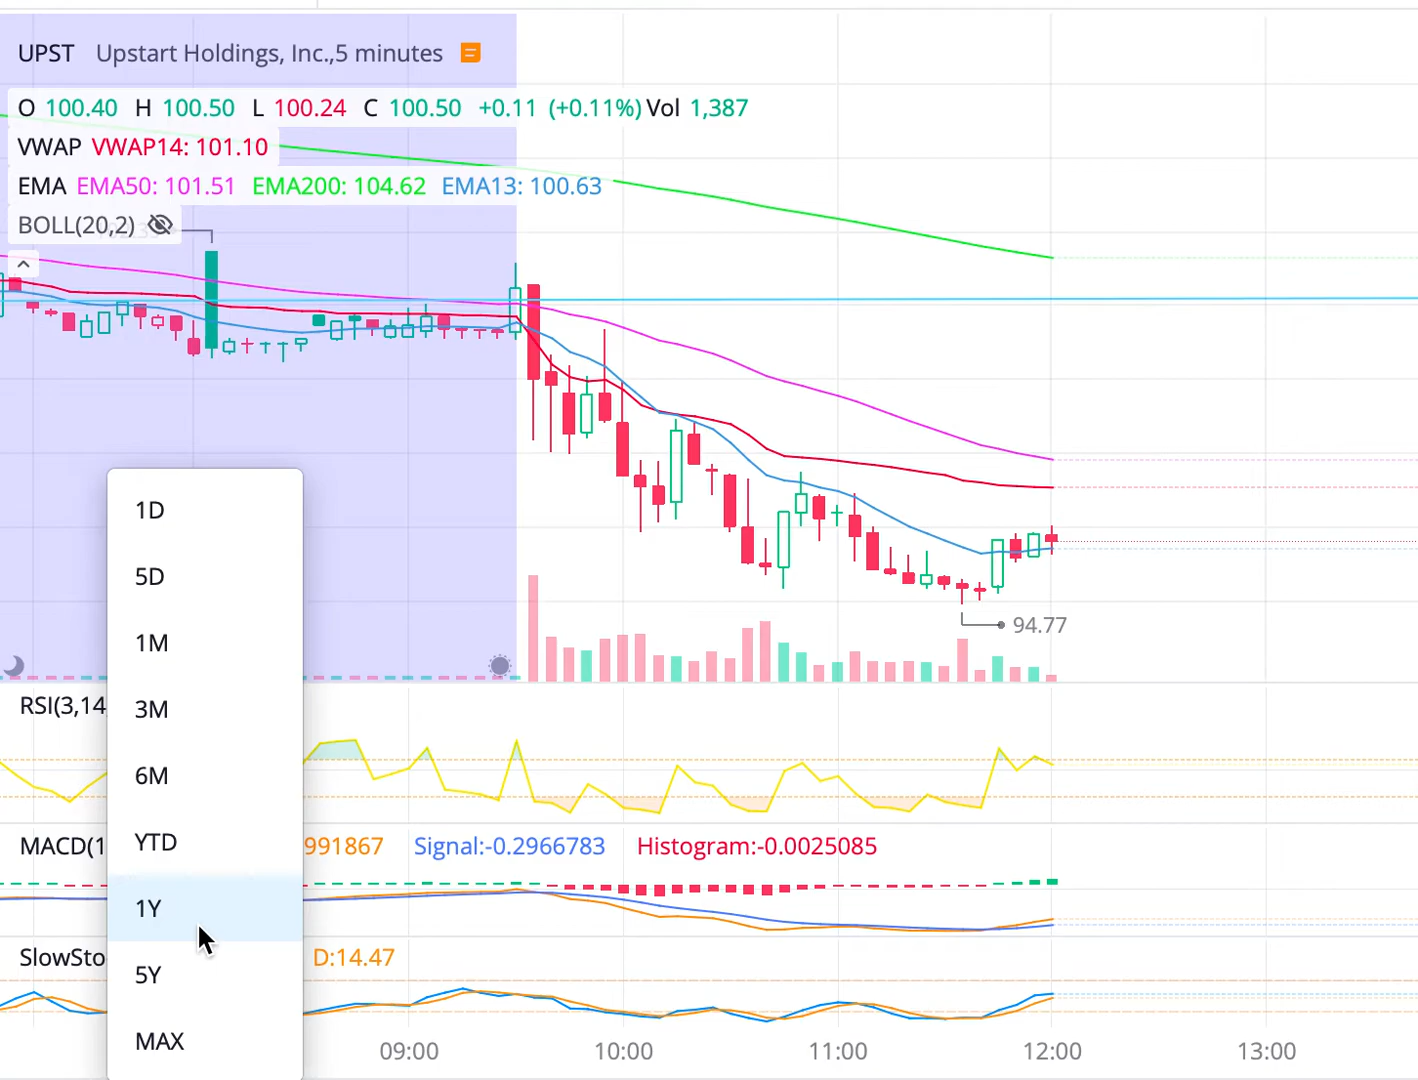 UPST Upstart Holdings, Inc.,5 minutes
O 100.40 H 100.50 L 100.24 C 100.50 +0.11 (+0.11%) Vol 1,387
VWAP VWAP14: 101.10
EMA EMA50: 101.51 EMA200: 104.62 EMA13: 100.63
BOLL(20,2)
94.77
1D
5D
1M
3M
6M
YTD
1Y
5Y
MAX
RSI(3,14,
MACD(1 991867 Signal:-0.2966783 Histogram:-0.0025085
SlowSto D:14.47
09:00 10:00 11:00 12:00 13:00